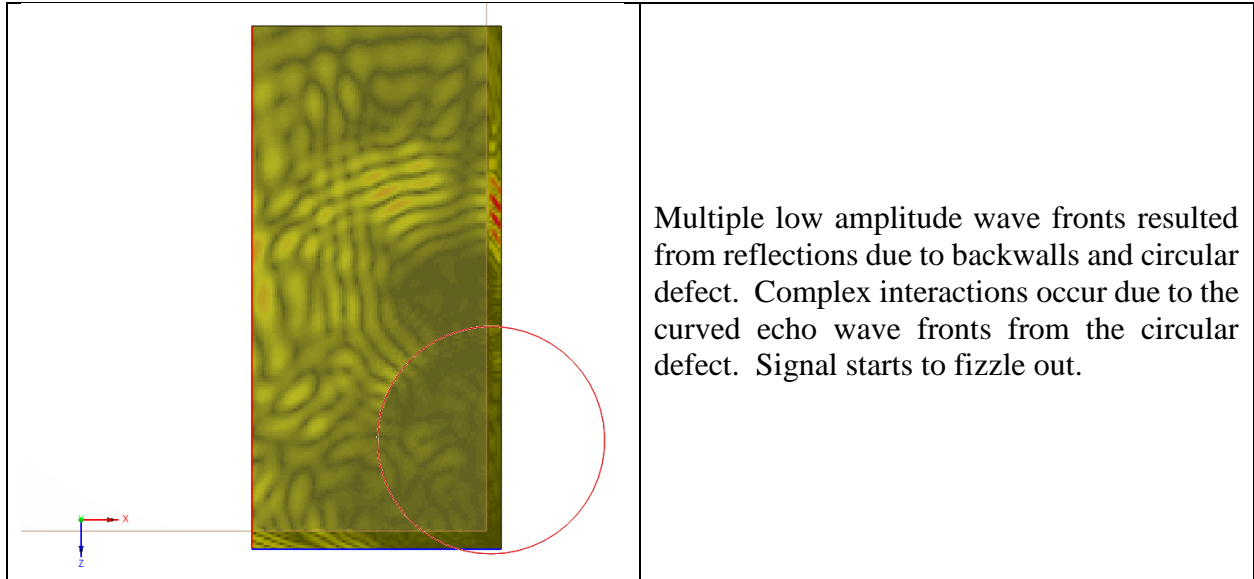 Multiple low amplitude wave fronts resulted
from reflections due to backwalls and circular
defect. Complex interactions occur due to the
curved echo wave fronts from the circular
defect. Signal starts to fizzle out.
X
Z